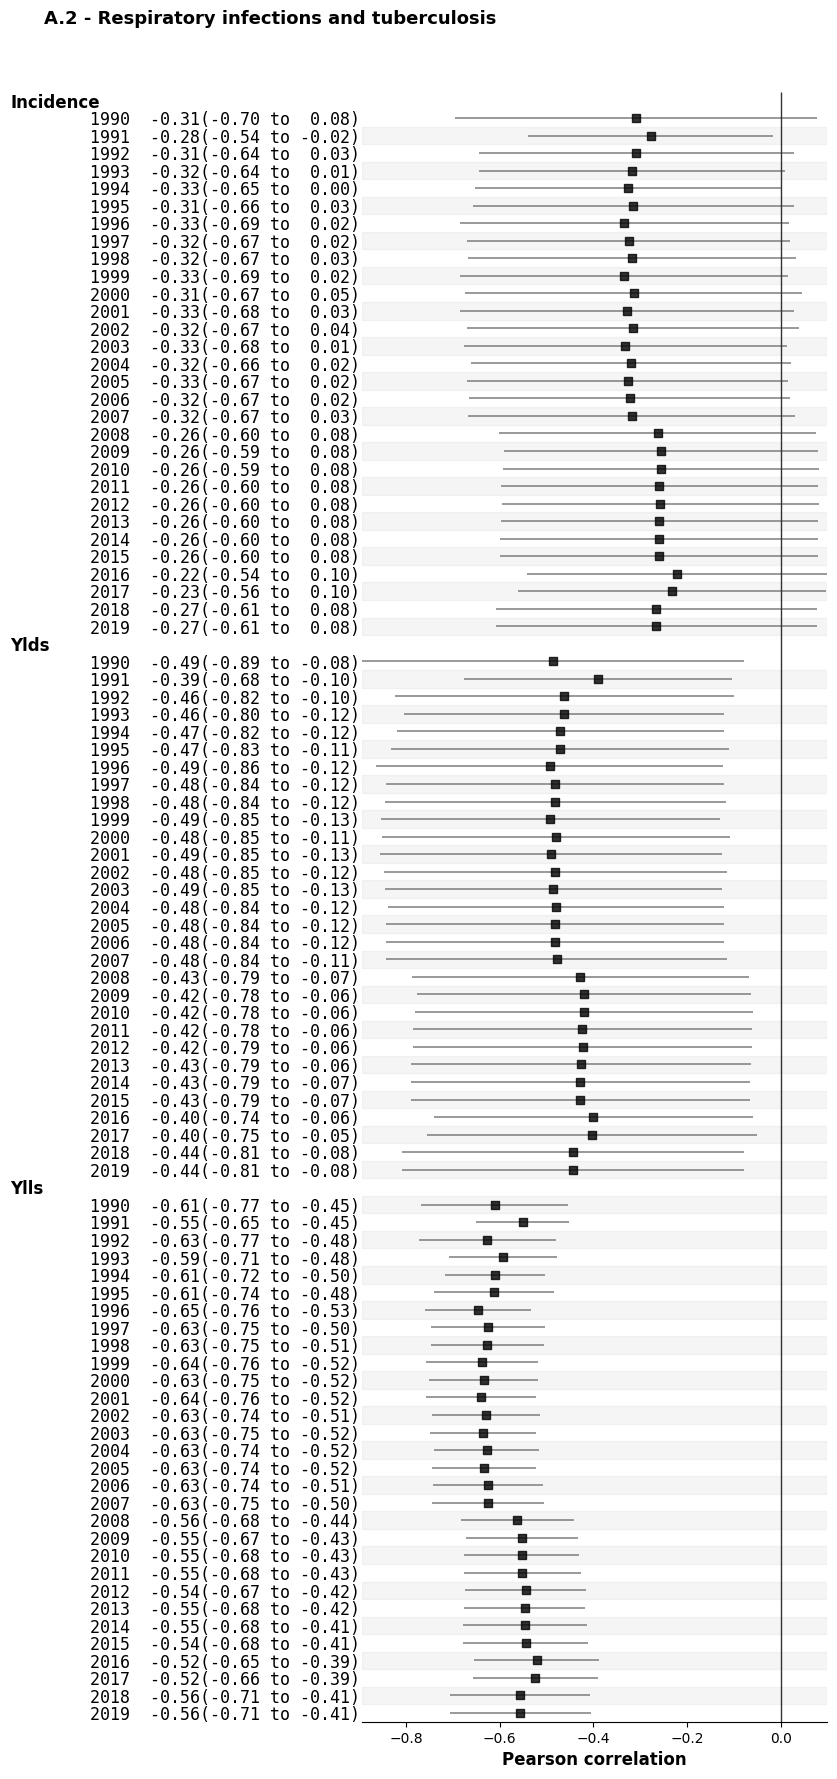 A.2 - Respiratory infections and tuberculosis
Incidence
1990  -0.31(-0.70 to  0.08)
1991  -0.28(-0.54 to -0.02)
1992  -0.31(-0.64 to  0.03)
1993  -0.32(-0.64 to  0.01)
1994  -0.33(-0.65 to  0.00)
1995  -0.31(-0.66 to  0.03)
1996  -0.33(-0.69 to  0.02)
1997  -0.32(-0.67 to  0.02)
1998  -0.32(-0.67 to  0.03)
1999  -0.33(-0.69 to  0.02)
2000  -0.31(-0.67 to  0.05)
2001  -0.33(-0.68 to  0.03)
2002  -0.32(-0.67 to  0.04)
2003  -0.33(-0.68 to  0.01)
2004  -0.32(-0.66 to  0.02)
2005  -0.33(-0.67 to  0.02)
2006  -0.32(-0.67 to  0.02)
2007  -0.32(-0.67 to  0.03)
2008  -0.26(-0.60 to  0.08)
2009  -0.26(-0.59 to  0.08)
2010  -0.26(-0.59 to  0.08)
2011  -0.26(-0.60 to  0.08)
2012  -0.26(-0.60 to  0.08)
2013  -0.26(-0.60 to  0.08)
2014  -0.26(-0.60 to  0.08)
2015  -0.26(-0.60 to  0.08)
2016  -0.22(-0.54 to  0.10)
2017  -0.23(-0.56 to  0.10)
2018  -0.27(-0.61 to  0.08)
2019  -0.27(-0.61 to  0.08)
Ylds
1990  -0.49(-0.89 to -0.08)
1991  -0.39(-0.68 to -0.10)
1992  -0.46(-0.82 to -0.10)
1993  -0.46(-0.80 to -0.12)
1994  -0.47(-0.82 to -0.12)
1995  -0.47(-0.83 to -0.11)
1996  -0.49(-0.86 to -0.12)
1997  -0.48(-0.84 to -0.12)
1998  -0.48(-0.84 to -0.12)
1999  -0.49(-0.85 to -0.13)
2000  -0.48(-0.85 to -0.11)
2001  -0.49(-0.85 to -0.13)
2002  -0.48(-0.85 to -0.12)
2003  -0.49(-0.85 to -0.13)
2004  -0.48(-0.84 to -0.12)
2005  -0.48(-0.84 to -0.12)
2006  -0.48(-0.84 to -0.12)
2007  -0.48(-0.84 to -0.11)
2008  -0.43(-0.79 to -0.07)
2009  -0.42(-0.78 to -0.06)
2010  -0.42(-0.78 to -0.06)
2011  -0.42(-0.78 to -0.06)
2012  -0.42(-0.79 to -0.06)
2013  -0.43(-0.79 to -0.06)
2014  -0.43(-0.79 to -0.07)
2015  -0.43(-0.79 to -0.07)
2016  -0.40(-0.74 to -0.06)
2017  -0.40(-0.75 to -0.05)
2018  -0.44(-0.81 to -0.08)
2019  -0.44(-0.81 to -0.08)
Ylls
1990  -0.61(-0.77 to -0.45)
1991  -0.55(-0.65 to -0.45)
1992  -0.63(-0.77 to -0.48)
1993  -0.59(-0.71 to -0.48)
1994  -0.61(-0.72 to -0.50)
1995  -0.61(-0.74 to -0.48)
1996  -0.65(-0.76 to -0.53)
1997  -0.63(-0.75 to -0.50)
1998  -0.63(-0.75 to -0.51)
1999  -0.64(-0.76 to -0.52)
2000  -0.63(-0.75 to -0.52)
2001  -0.64(-0.76 to -0.52)
2002  -0.63(-0.74 to -0.51)
2003  -0.63(-0.75 to -0.52)
2004  -0.63(-0.74 to -0.52)
2005  -0.63(-0.74 to -0.52)
2006  -0.63(-0.74 to -0.51)
2007  -0.63(-0.75 to -0.50)
2008  -0.56(-0.68 to -0.44)
2009  -0.55(-0.67 to -0.43)
2010  -0.55(-0.68 to -0.43)
2011  -0.55(-0.68 to -0.43)
2012  -0.54(-0.67 to -0.42)
2013  -0.55(-0.68 to -0.42)
2014  -0.55(-0.68 to -0.41)
2015  -0.54(-0.68 to -0.41)
2016  -0.52(-0.65 to -0.39)
2017  -0.52(-0.66 to -0.39)
2018  -0.56(-0.71 to -0.41)
2019  -0.56(-0.71 to -0.41)
−0.8 −0.6 −0.4 −0.2 0.0
Pearson correlation